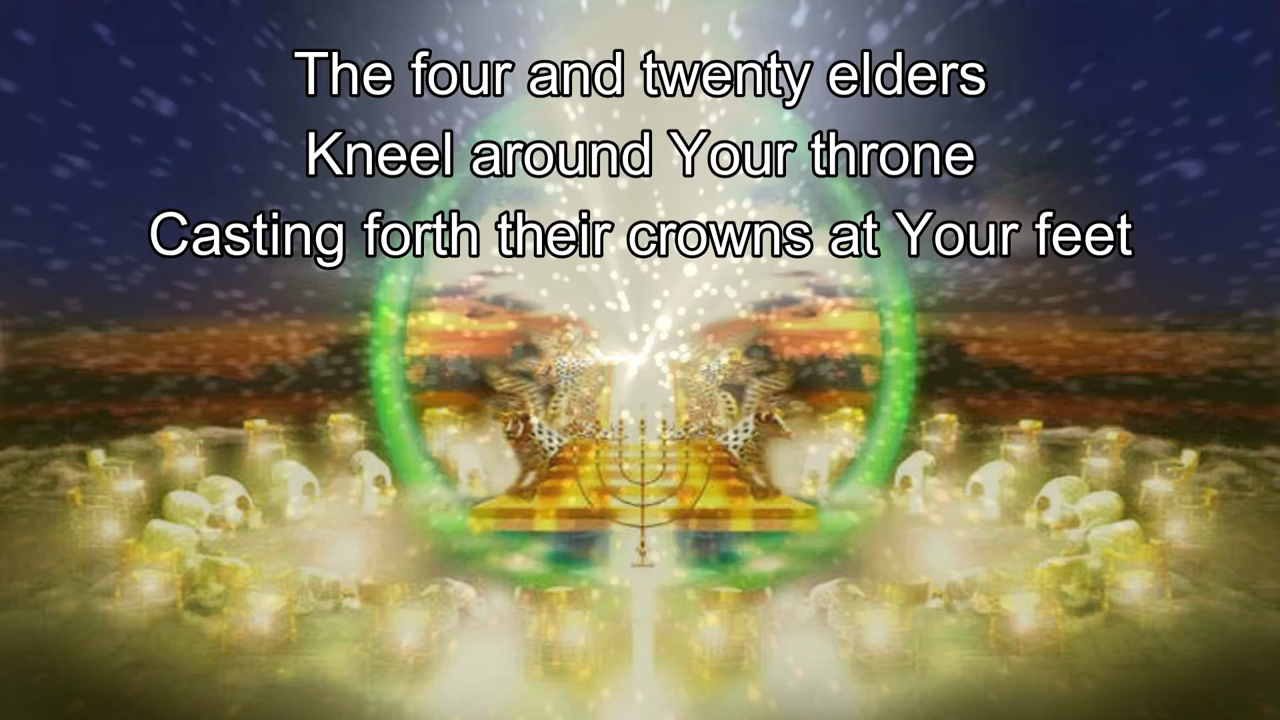 The four and twenty elders
Kneel around Your throne
Casting forth their crowns at Your feet